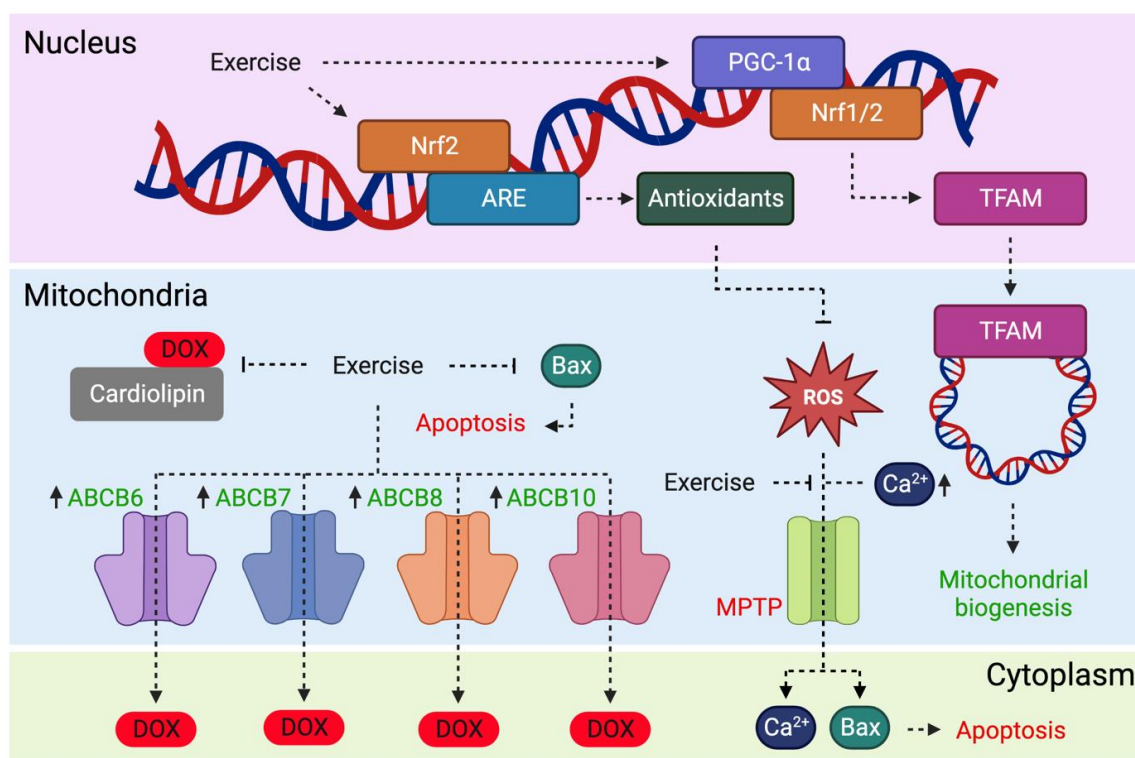 Nucleus
Exercise
PGC-1α
Nrf1/2
Nrf2
ARE
Antioxidants
TFAM
Mitochondria
TFAM
DOX
Cardiolipin
Exercise
Bax
Apoptosis
ROS
Exercise
Ca²⁺
ABCB6
ABCB7
ABCB8
ABCB10
MPTP
Mitochondrial
biogenesis
Cytoplasm
DOX
DOX
DOX
DOX
Ca²⁺
Bax
Apoptosis